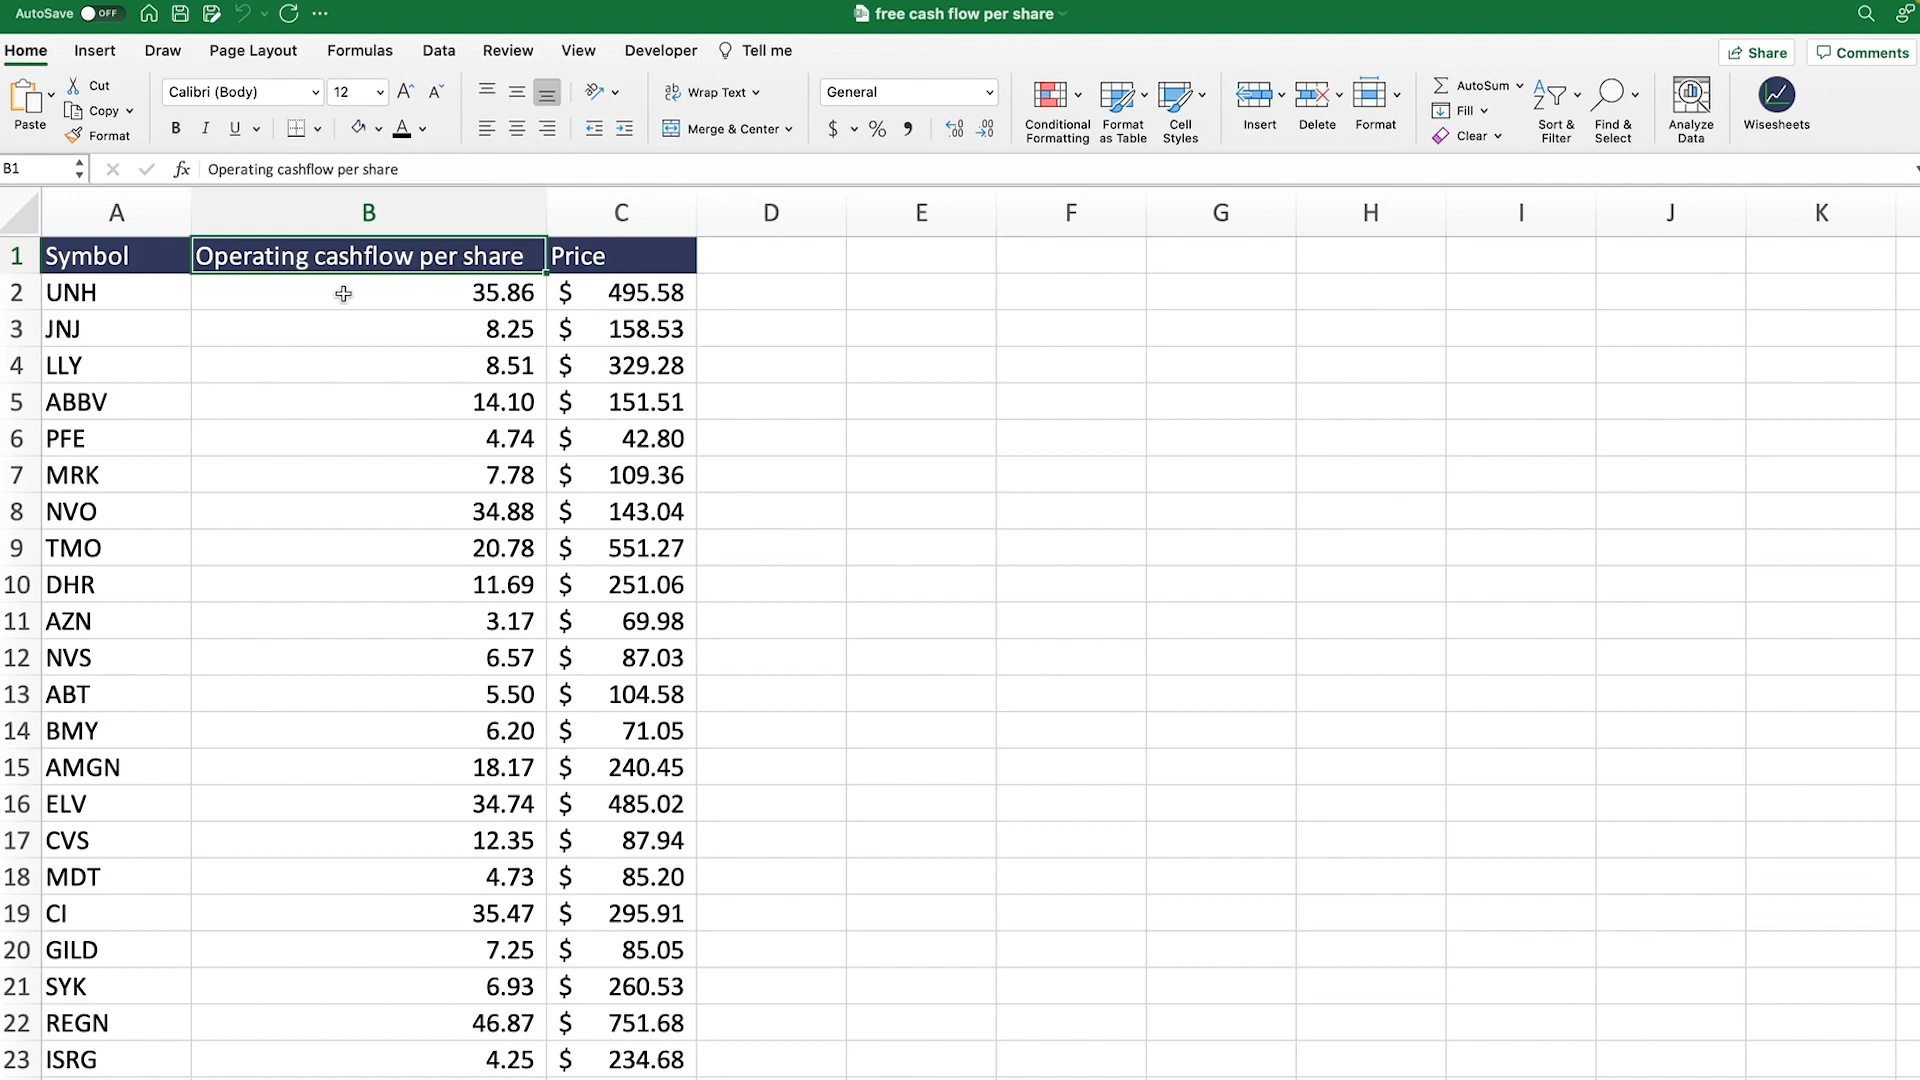 AutoSave OFF ••• free cash flow per share
Home Insert Draw Page Layout Formulas Data Review View Developer Tell me Share Comments
Paste Cut Copy Format
Calibri (Body) 12 A A
B I U A
Wrap Text
Merge & Center
General
$ % 9 .00 .00
Conditional Formatting
Format as Table
Cell Styles
Insert Delete Format
AutoSum
Fill
Clear
Sort & Filter
Find & Select
Analyze Data
Wisesheets
B1 fx Operating cashflow per share
A B C D E F G H I J K
1 Symbol Operating cashflow per share Price
2 UNH 35.86 $ 495.58
3 JNJ 8.25 $ 158.53
4 LLY 8.51 $ 329.28
5 ABBV 14.10 $ 151.51
6 PFE 4.74 $ 42.80
7 MRK 7.78 $ 109.36
8 NVO 34.88 $ 143.04
9 TMO 20.78 $ 551.27
10 DHR 11.69 $ 251.06
11 AZN 3.17 $ 69.98
12 NVS 6.57 $ 87.03
13 ABT 5.50 $ 104.58
14 BMY 6.20 $ 71.05
15 AMGN 18.17 $ 240.45
16 ELV 34.74 $ 485.02
17 CVS 12.35 $ 87.94
18 MDT 4.73 $ 85.20
19 CI 35.47 $ 295.91
20 GILD 7.25 $ 85.05
21 SYK 6.93 $ 260.53
22 REGN 46.87 $ 751.68
23 ISRG 4.25 $ 234.68